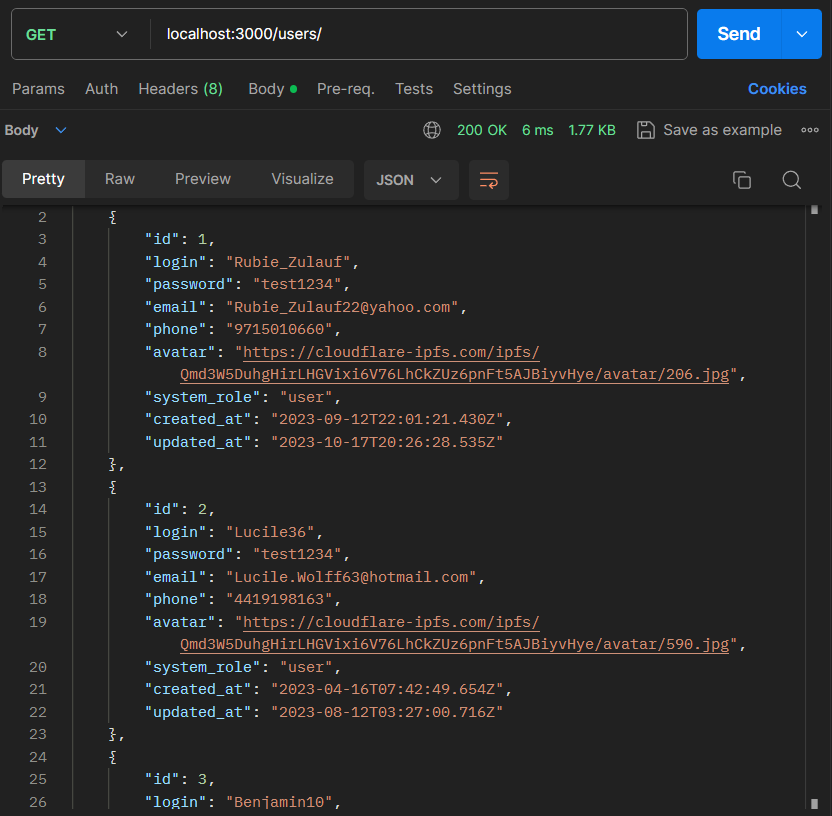 GET localhost:3000/users/ Send
Params Auth Headers (8) Body Pre-req. Tests Settings Cookies
Body 200 OK 6 ms 1.77 KB Save as example
Pretty Raw Preview Visualize JSON
2 {
3 "id": 1,
4 "login": "Rubie_Zulauf",
5 "password": "test1234",
6 "email": "Rubie_Zulauf22@yahoo.com",
7 "phone": "9715010660",
8 "avatar": "https://cloudflare-ipfs.com/ipfs/
Qmd3W5DuhgHirLHGVixi6V76LhCkZUz6pnFt5AJBiyvHye/avatar/206.jpg",
9 "system_role": "user",
10 "created_at": "2023-09-12T22:01:21.430Z",
11 "updated_at": "2023-10-17T20:26:28.535Z"
12 },
13 {
14 "id": 2,
15 "login": "Lucile36",
16 "password": "test1234",
17 "email": "Lucile.Wolff63@hotmail.com",
18 "phone": "4419198163",
19 "avatar": "https://cloudflare-ipfs.com/ipfs/
Qmd3W5DuhgHirLHGVixi6V76LhCkZUz6pnFt5AJBiyvHye/avatar/590.jpg",
20 "system_role": "user",
21 "created_at": "2023-04-16T07:42:49.654Z",
22 "updated_at": "2023-08-12T03:27:00.716Z"
23 },
24 {
25 "id": 3,
26 "login": "Benjamin10",